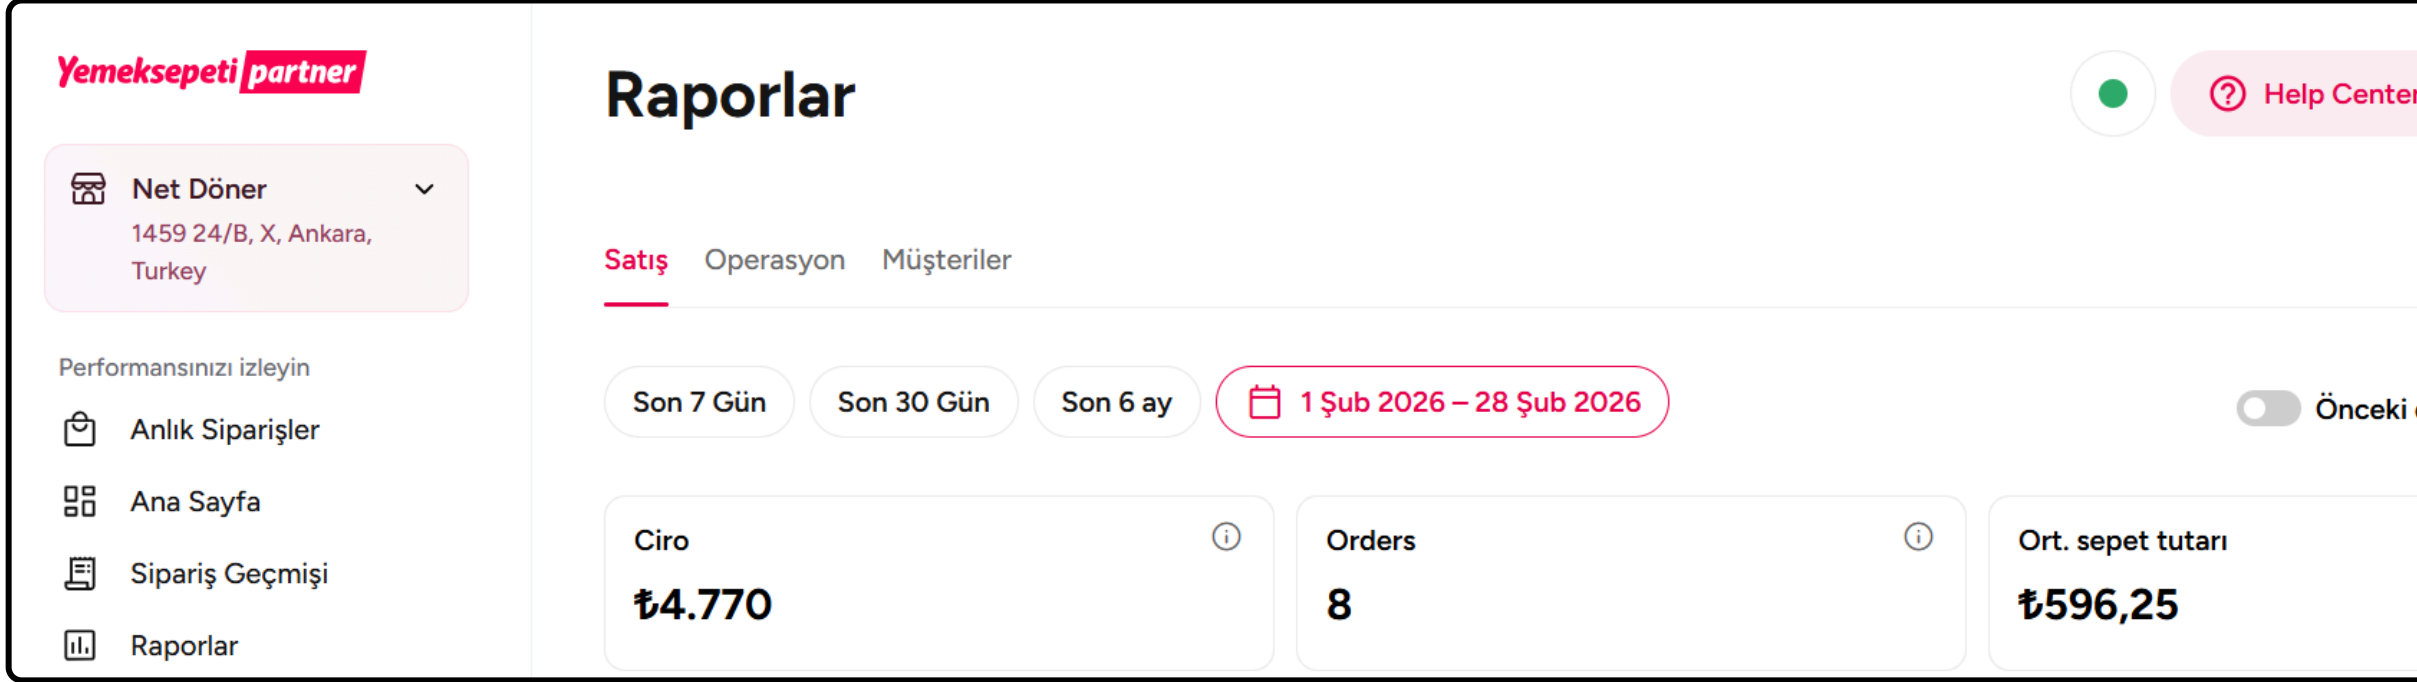 Yemeksepeti partner
Net Döner
1459 24/B, X, Ankara,
Turkey
Performansınızı izleyin
Anlık Siparişler
Ana Sayfa
Sipariş Geçmişi
Raporlar
Raporlar
Help Center
Satış Operasyon Müşteriler
Son 7 Gün Son 30 Gün Son 6 ay 1 Şub 2026 – 28 Şub 2026 Önceki
Ciro
₺4.770
Orders
8
Ort. sepet tutarı
₺596,25